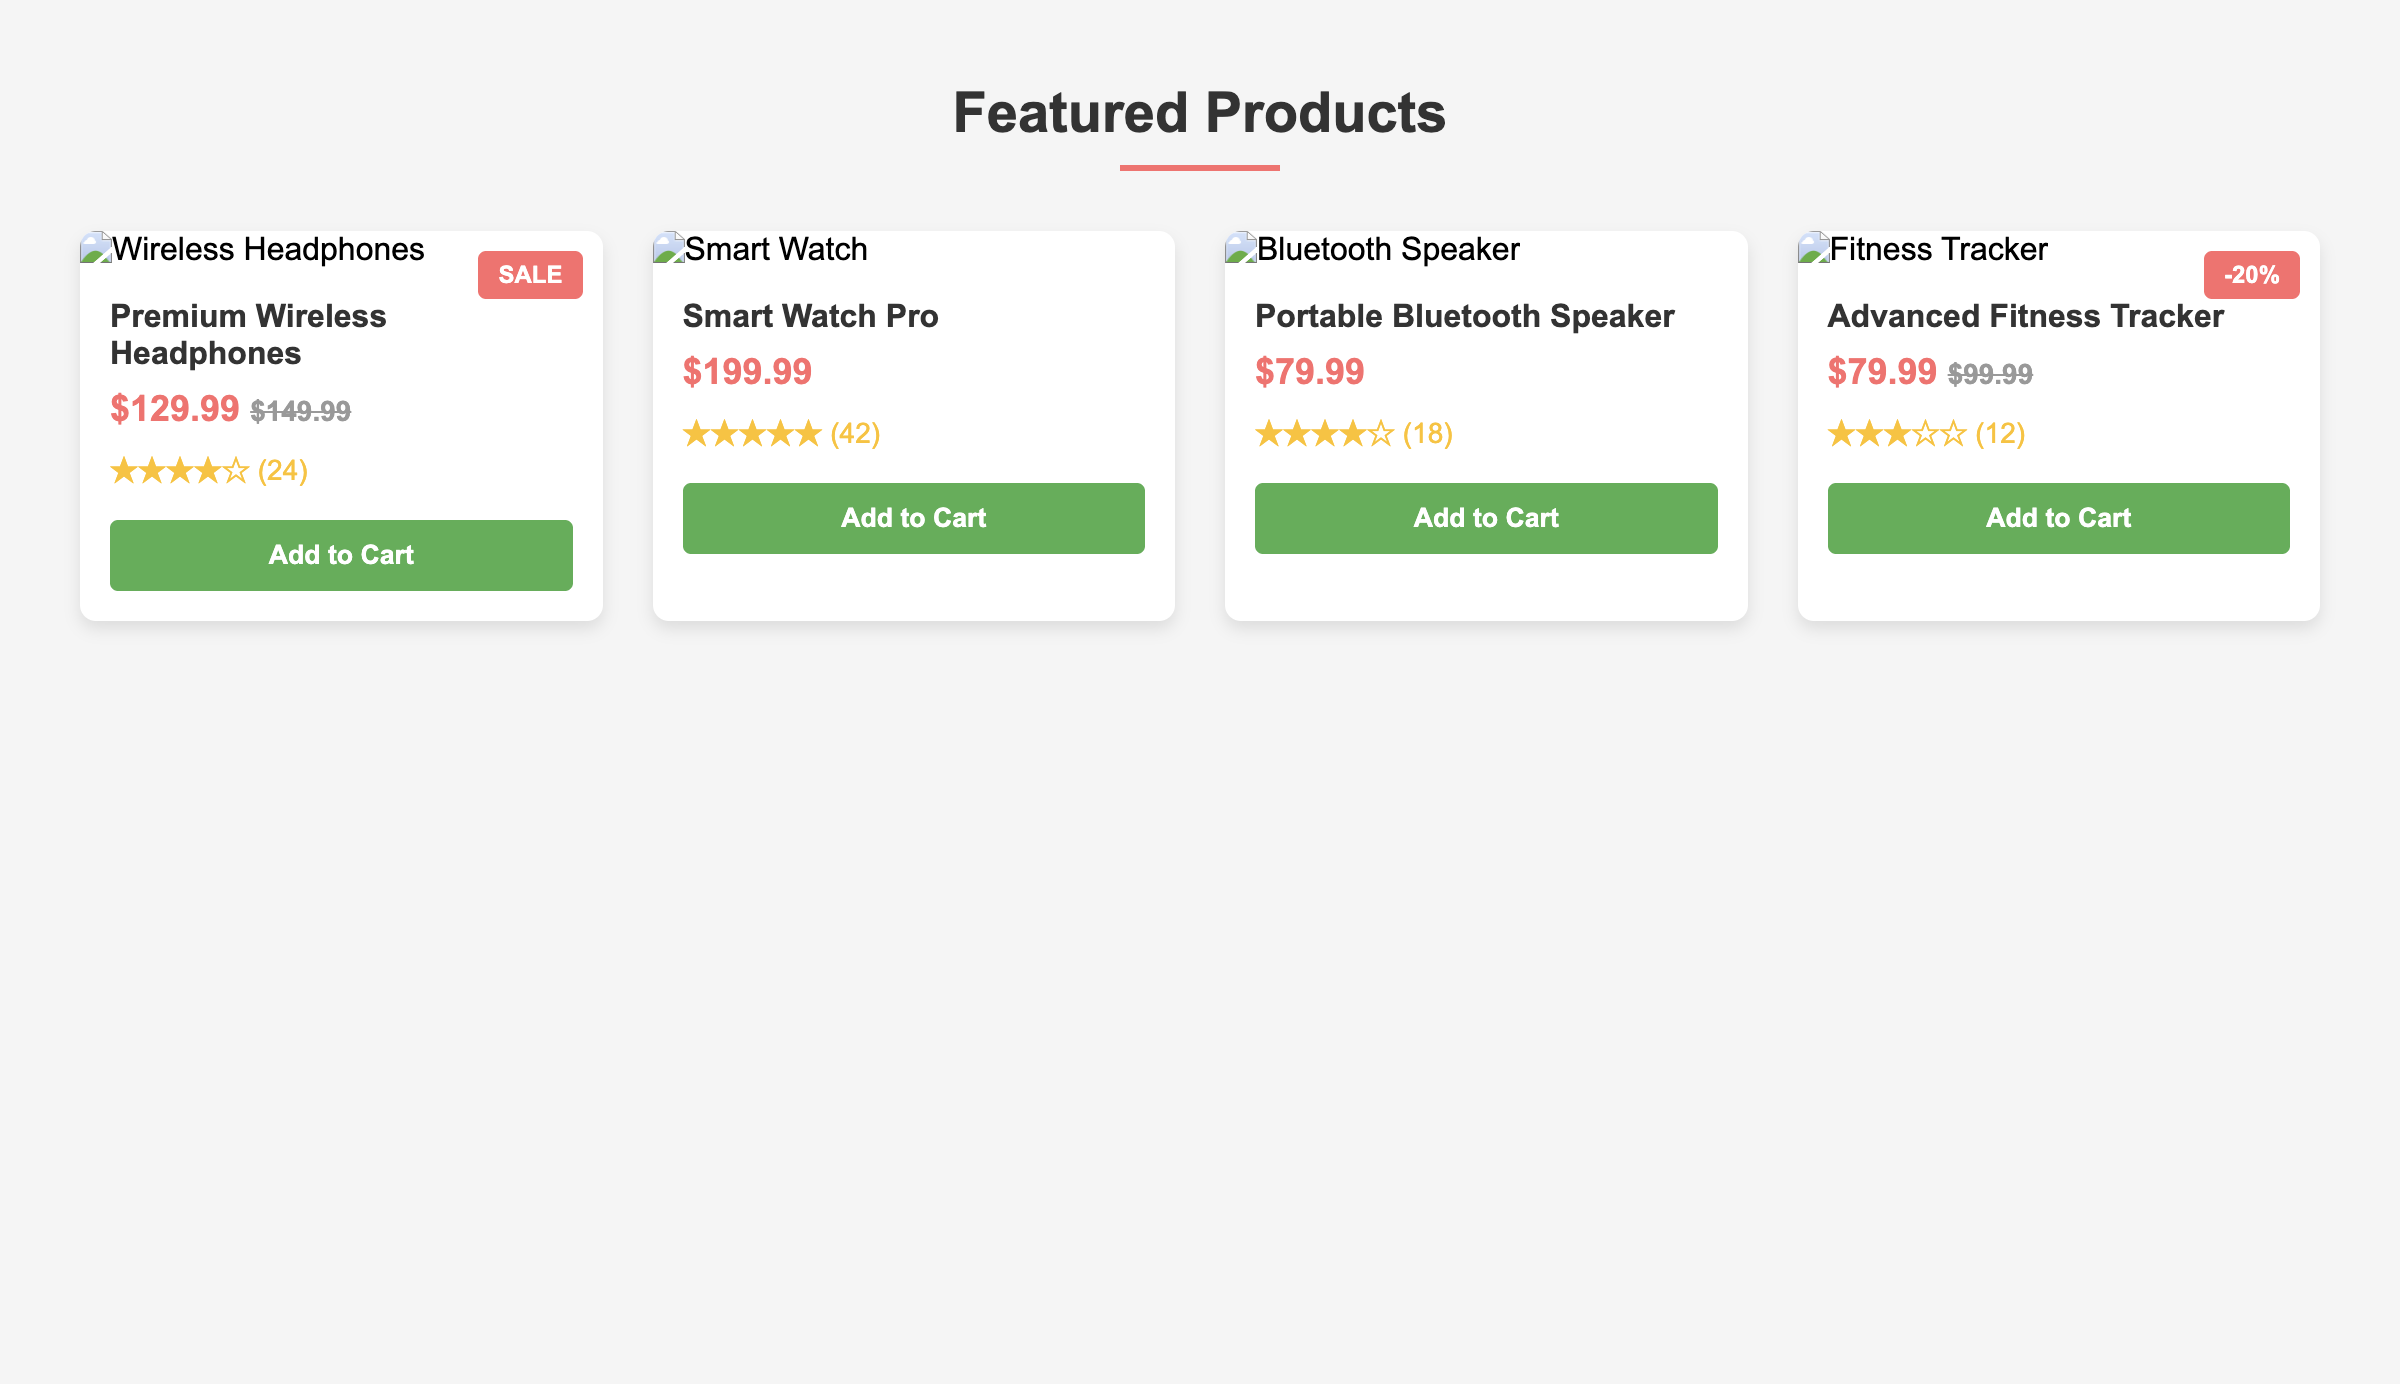 Featured Products
Wireless Headphones
SALE
Premium Wireless
Headphones
$129.99 $149.99
★★★★☆ (24)
Add to Cart
Smart Watch
Smart Watch Pro
$199.99
★★★★★ (42)
Add to Cart
Bluetooth Speaker
Portable Bluetooth Speaker
$79.99
★★★★☆ (18)
Add to Cart
Fitness Tracker
-20%
Advanced Fitness Tracker
$79.99 $99.99
★★★☆☆ (12)
Add to Cart